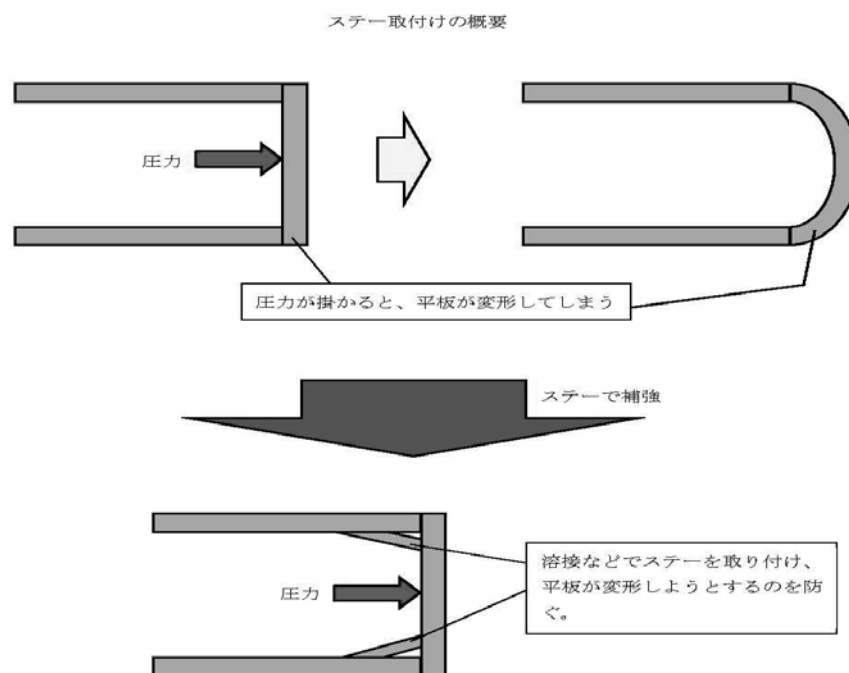 ステー取付けの概要
圧力
圧力が掛かると、平板が変形してしまう
ステーで補強
圧力
溶接などでステーを取り付け、
平板が変形しようとするのを防
ぐ。